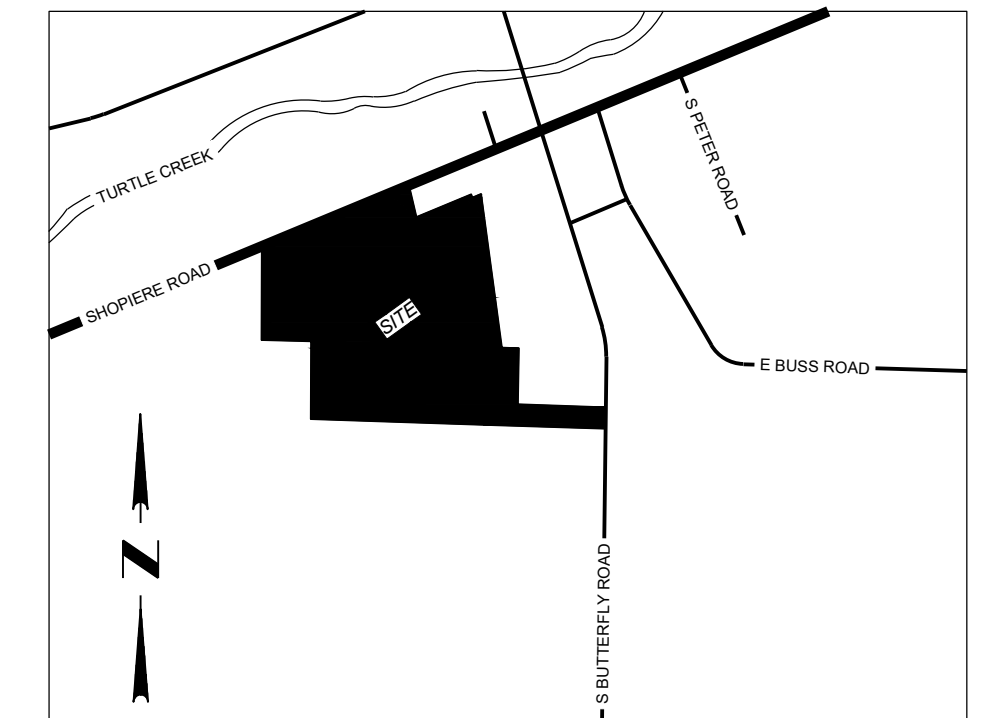 S PETER ROAD
TURTLE CREEK
SHOPIERE ROAD
SITE
E BUSS ROAD
N
S BUTTERFLY ROAD